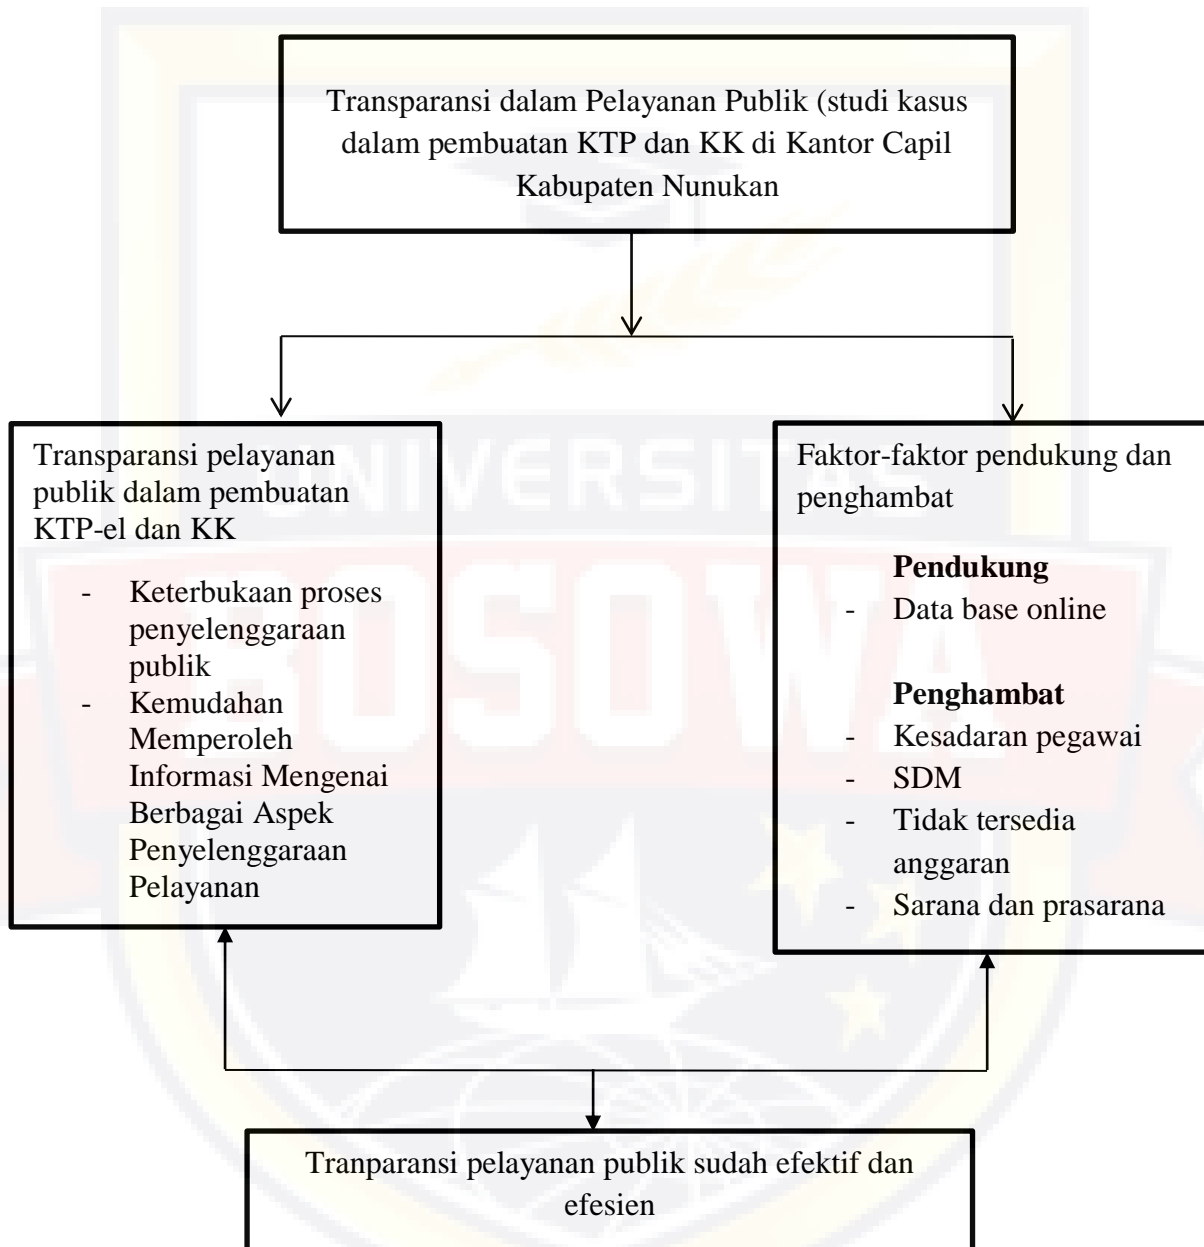 Transparansi dalam Pelayanan Publik (studi kasus
dalam pembuatan KTP dan KK di Kantor Capil
Kabupaten Nunukan
Transparansi pelayanan
publik dalam pembuatan
KTP-el dan KK
- Keterbukaan proses
penyelenggaraan
publik
- Kemudahan
Memperoleh
Informasi Mengenai
Berbagai Aspek
Penyelenggaraan
Pelayanan
Faktor-faktor pendukung dan
penghambat
Pendukung
- Data base online
Penghambat
- Kesadaran pegawai
- SDM
- Tidak tersedia
anggaran
- Sarana dan prasarana
Tranparansi pelayanan publik sudah efektif dan
efesien
UNIVERSITAS
BOSOWA